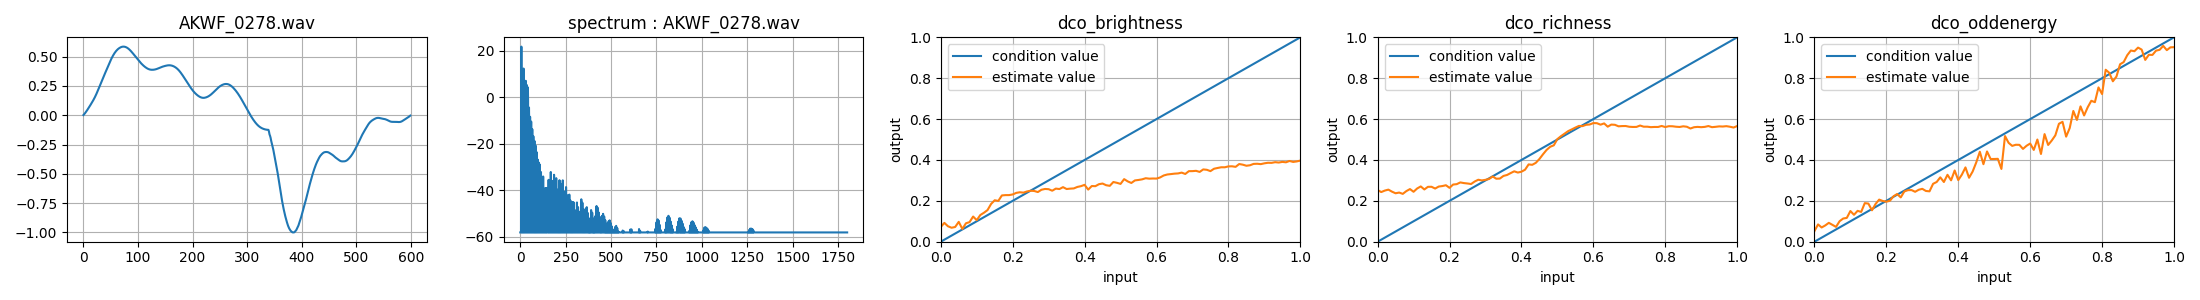 AKWF_0278.wav
0.50
0.25
0.00
−0.25
−0.50
−0.75
−1.00
0 100 200 300 400 500 600
spectrum : AKWF_0278.wav
20
0
−20
−40
−60
0 250 500 750 1000 1250 1500 1750
dco_brightness
condition value
estimate value
output
1.0
0.8
0.6
0.4
0.2
0.0
0.0 0.2 0.4 0.6 0.8 1.0
input
dco_richness
condition value
estimate value
output
1.0
0.8
0.6
0.4
0.2
0.0
0.0 0.2 0.4 0.6 0.8 1.0
input
dco_oddenergy
condition value
estimate value
output
1.0
0.8
0.6
0.4
0.2
0.0
0.0 0.2 0.4 0.6 0.8 1.0
input